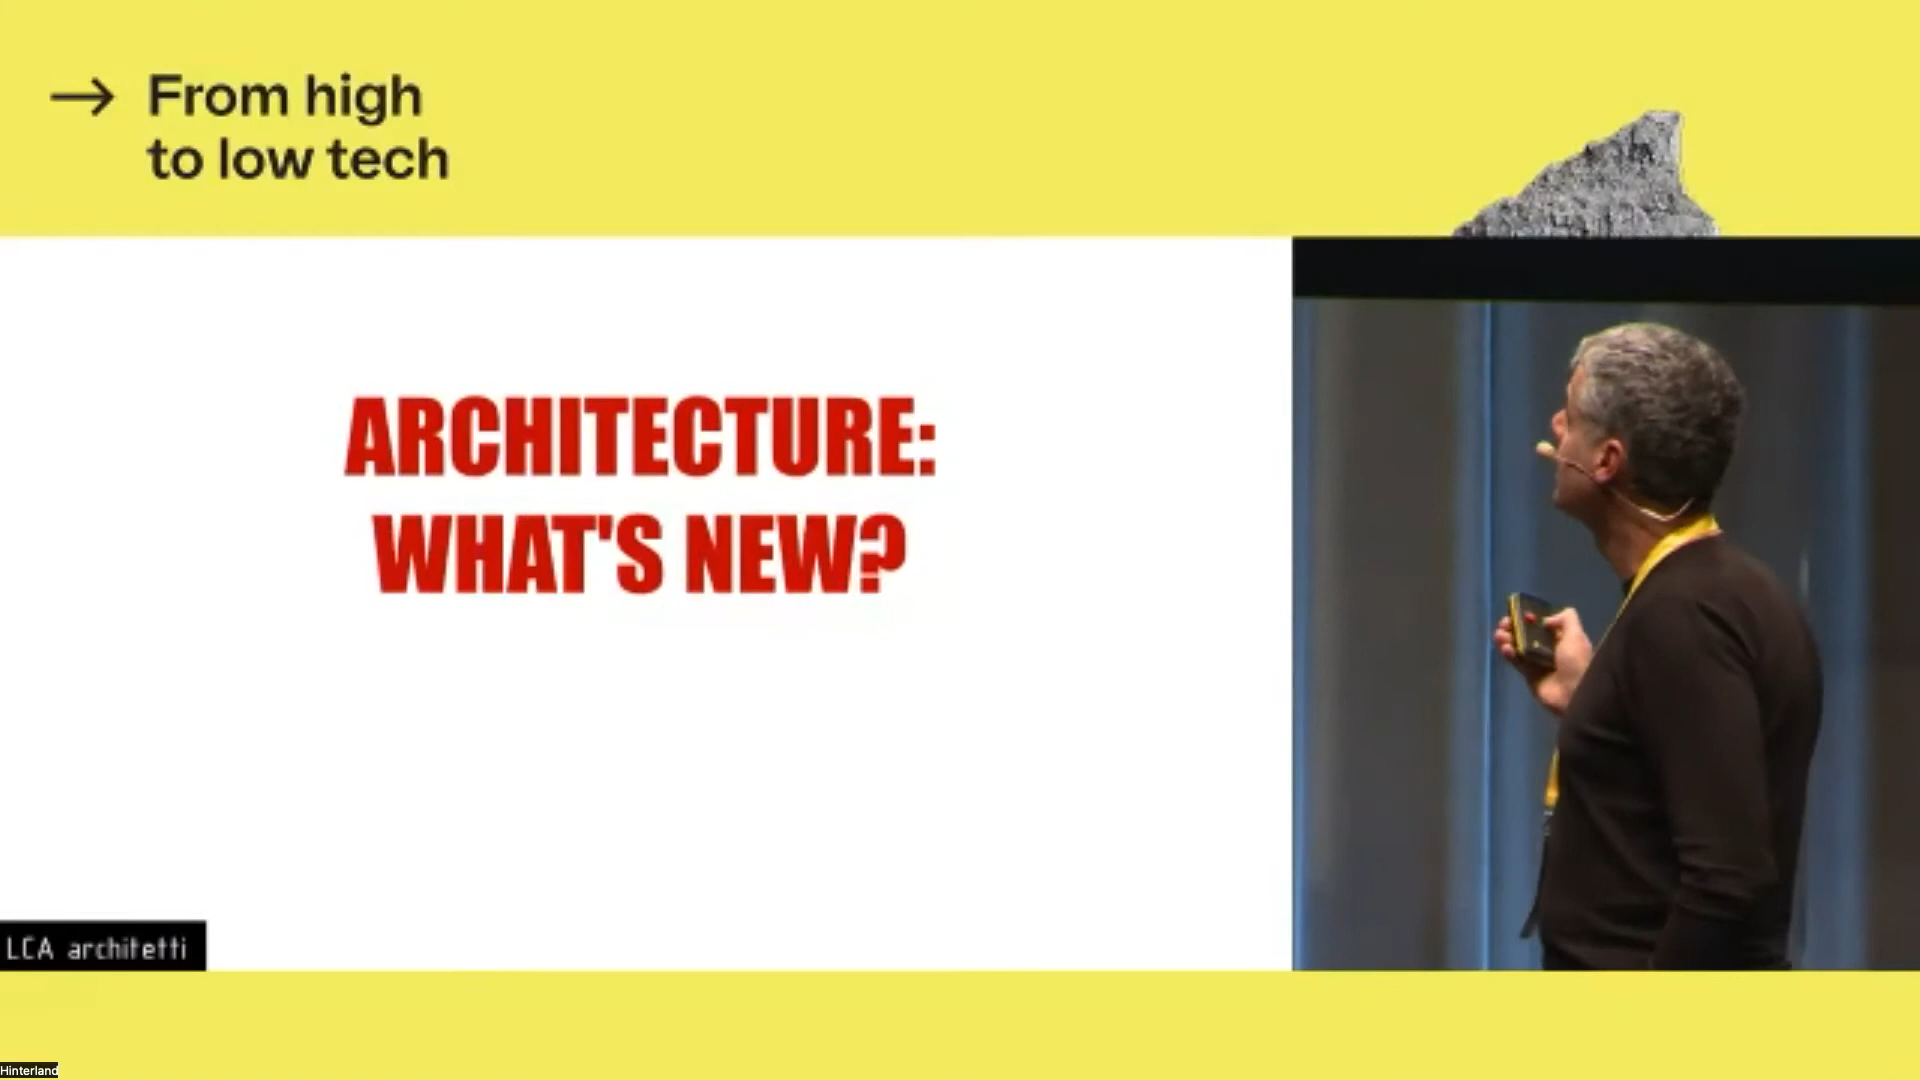 → From high
to low tech
ARCHITECTURE:
WHAT'S NEW?
LCA architetti
Hinterland